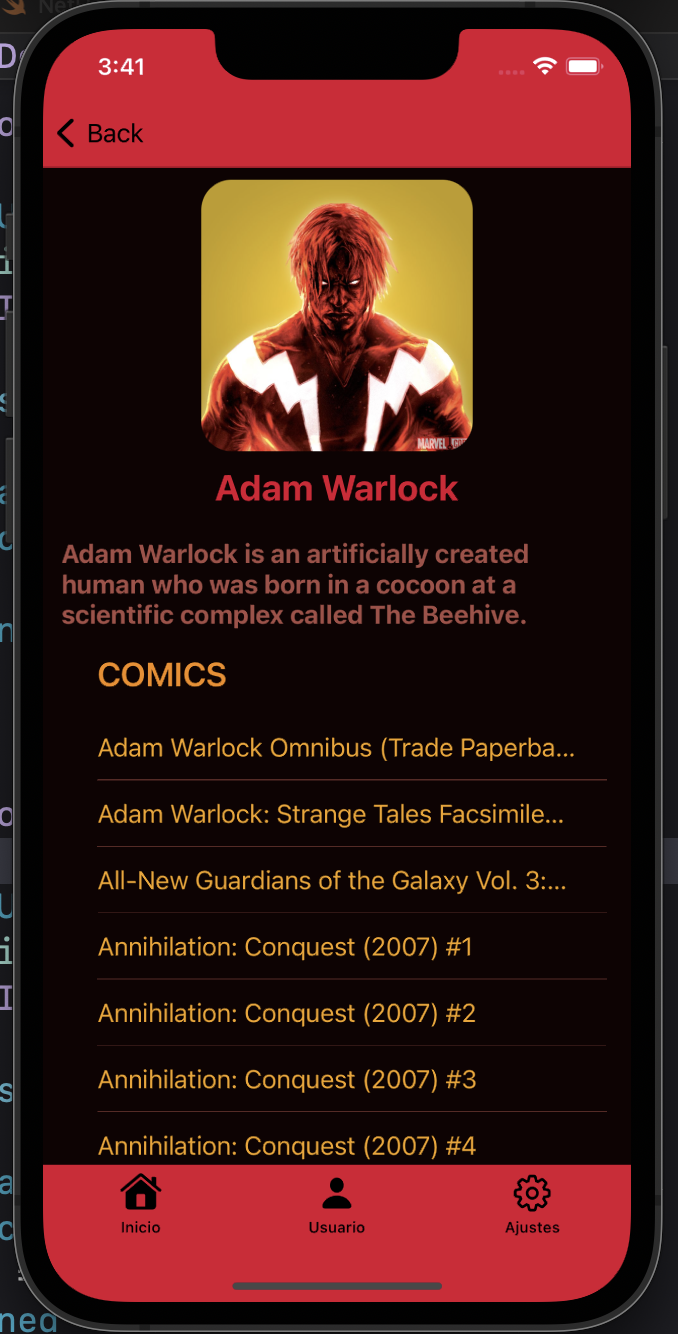 3:41
Back
MARVEL
Adam Warlock
Adam Warlock is an artificially created
human who was born in a cocoon at a
scientific complex called The Beehive.
COMICS
Adam Warlock Omnibus (Trade Paperba...
Adam Warlock: Strange Tales Facsimile...
All-New Guardians of the Galaxy Vol. 3:...
Annihilation: Conquest (2007) #1
Annihilation: Conquest (2007) #2
Annihilation: Conquest (2007) #3
Annihilation: Conquest (2007) #4
Inicio
Usuario
Ajustes
ned